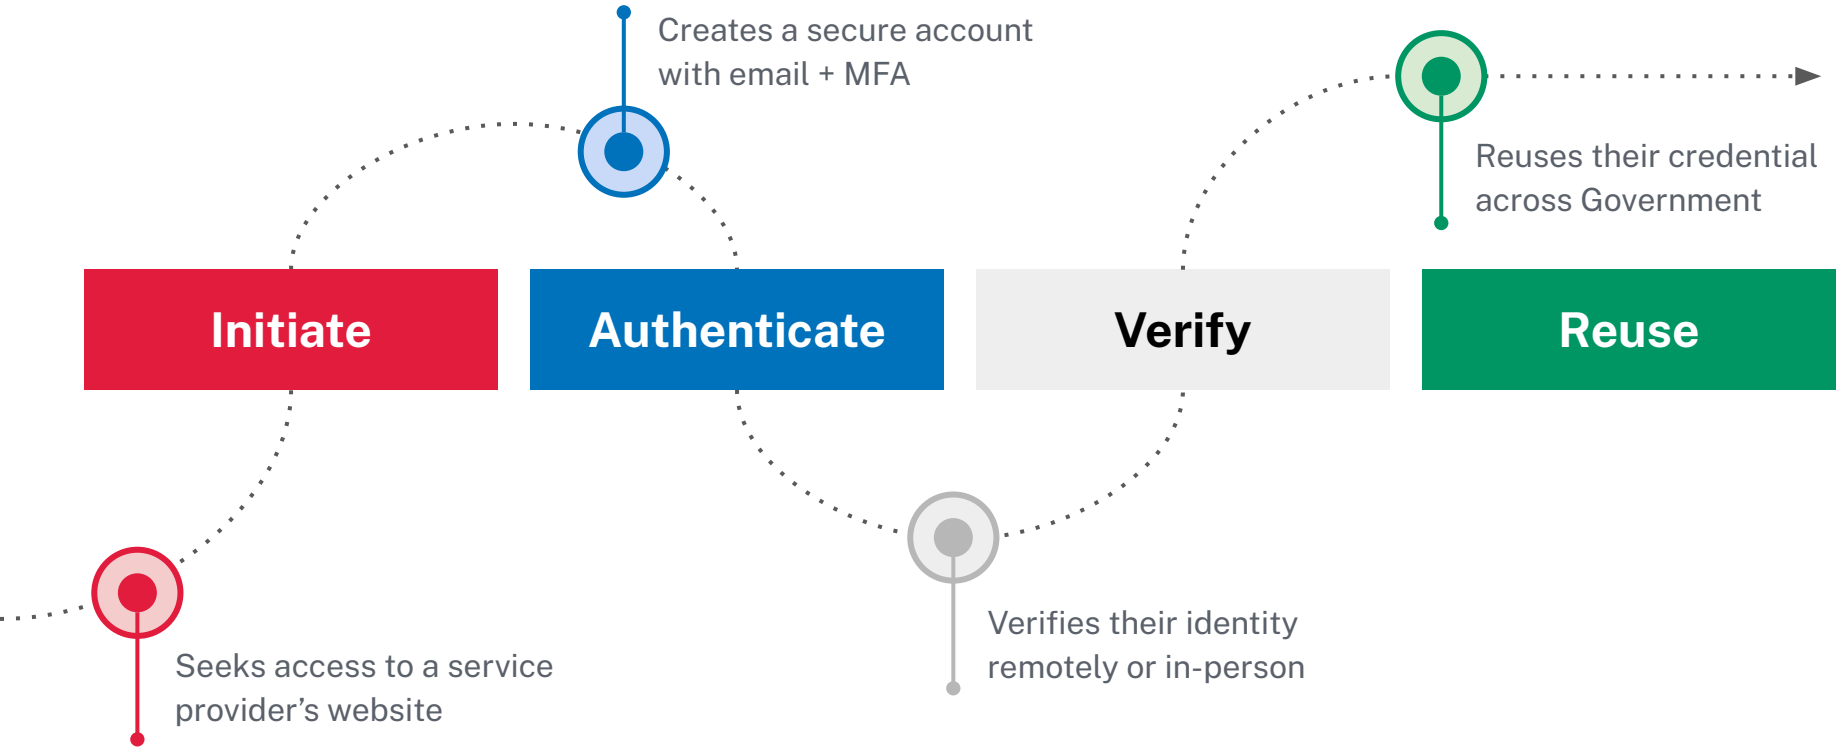 Creates a secure account
with email + MFA
Reuses their credential
across Government
Initiate
Authenticate
Verify
Reuse
Verifies their identity
remotely or in-person
Seeks access to a service
provider’s website